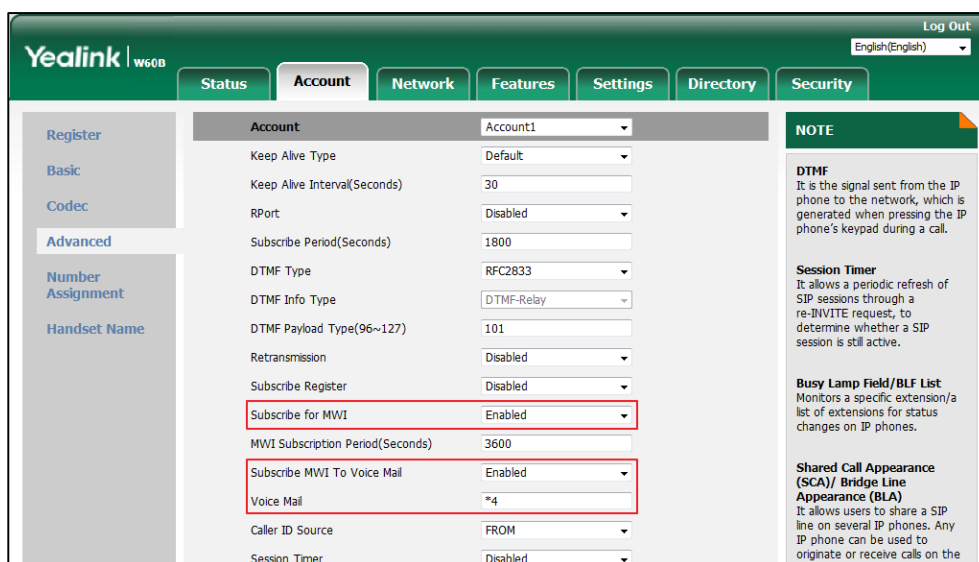 Log Out
Yealink W60B
English(English)
Status Account Network Features Settings Directory Security
Register
Basic
Codec
Advanced
Number
Assignment
Handset Name
Account Account1
Keep Alive Type Default
Keep Alive Interval(Seconds) 30
RPort Disabled
Subscribe Period(Seconds) 1800
DTMF Type RFC2833
DTMF Info Type DTMF-Relay
DTMF Payload Type(96~127) 101
Retransmission Disabled
Subscribe Register Disabled
Subscribe for MWI Enabled
MWI Subscription Period(Seconds) 3600
Subscribe MWI To Voice Mail Enabled
Voice Mail *4
Caller ID Source FROM
Session Timer Disabled
NOTE
DTMF
It is the signal sent from the IP
phone to the network, which is
generated when pressing the IP
phone's keypad during a call.
Session Timer
It allows a periodic refresh of
SIP sessions through a
re-INVITE request, to
determine whether a SIP
session is still active.
Busy Lamp Field/BLF List
Monitors a specific extension/a
list of extensions for status
changes on IP phones.
Shared Call Appearance
(SCA)/ Bridge Line
Appearance (BLA)
It allows users to share a SIP
line on several IP phones. Any
IP phone can be used to
originate or receive calls on the